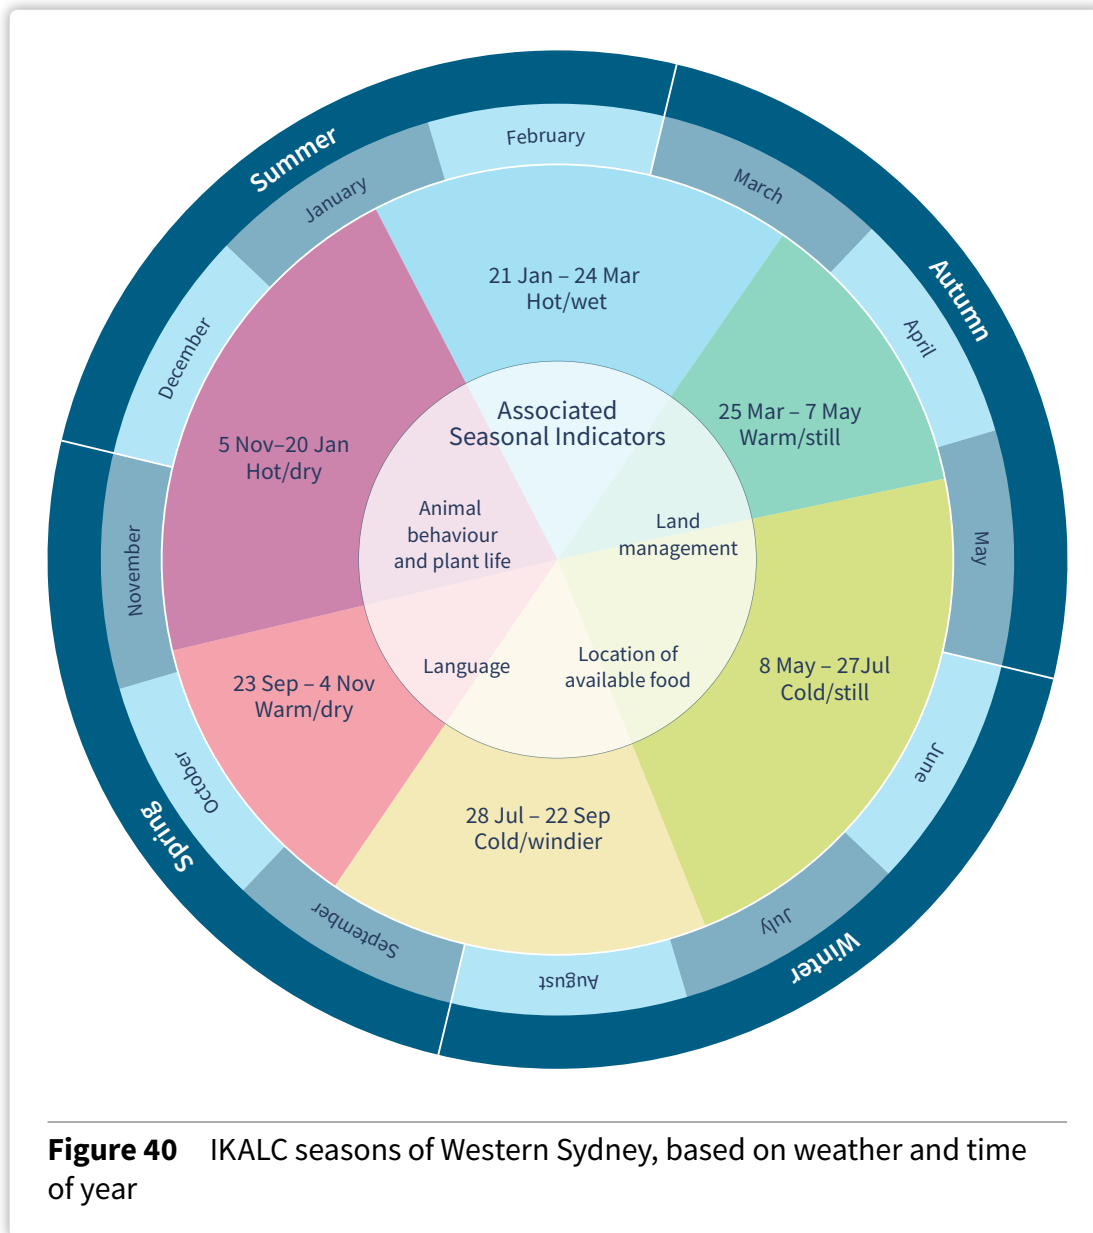 Summer
Autumn
Winter
Spring
January
February
March
April
May
June
July
August
September
October
November
December
21 Jan – 24 Mar
Hot/wet
25 Mar – 7 May
Warm/still
8 May – 27Jul
Cold/still
28 Jul – 22 Sep
Cold/windier
23 Sep – 4 Nov
Warm/dry
5 Nov–20 Jan
Hot/dry
Associated
Seasonal Indicators
Animal
behaviour
and plant life
Land
management
Language
Location of
available food
Figure 40 IKALC seasons of Western Sydney, based on weather and time
of year